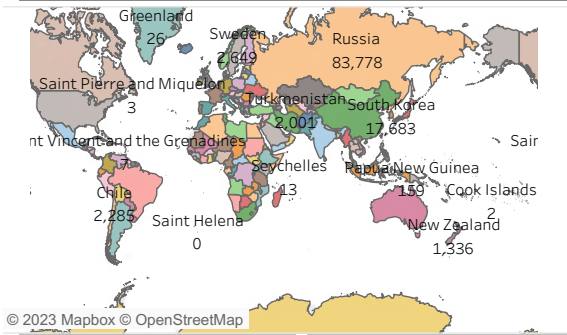 Greenland
26
Sweden
2,649
Russia
83,778
Saint Pierre and Miquelon
3
Turkmenistan
2,001
South Korea
17,683
nt Vincent and the Grenadines
7
Sair
Seychelles
13
Papua New Guinea
159
Cook Islands
2
Chile
2,285
Saint Helena
0
New Zealand
1,336
© 2023 Mapbox © OpenStreetMap